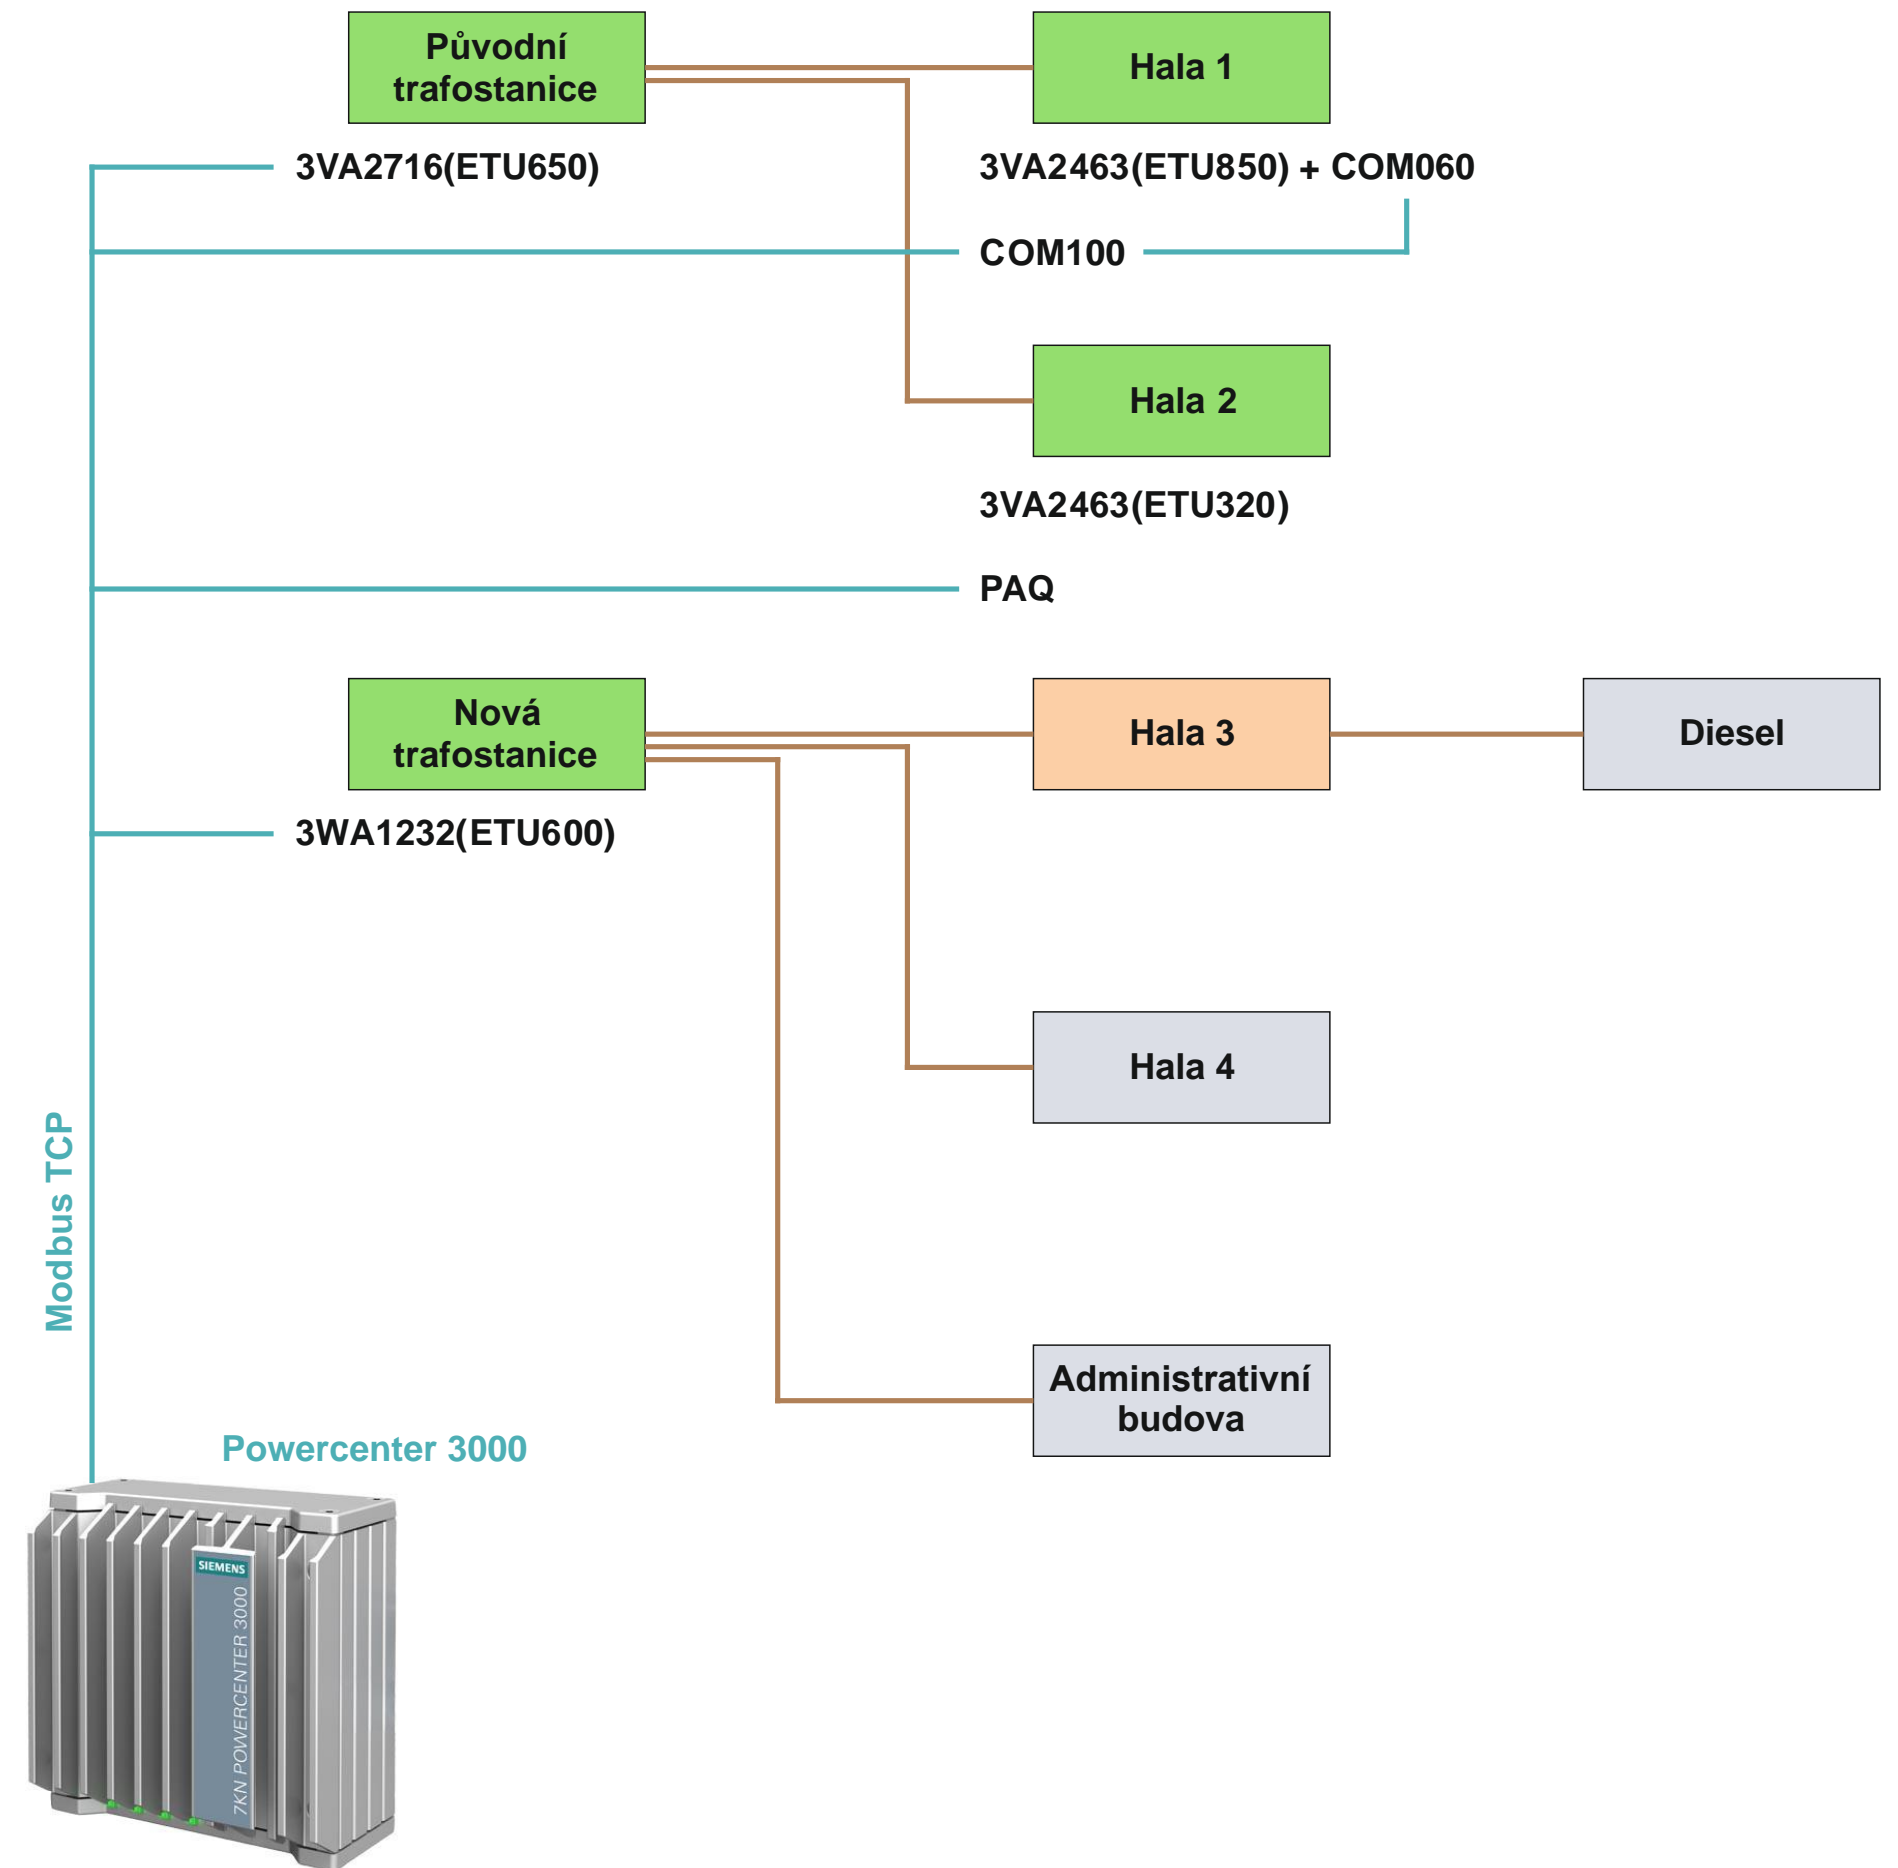 Původní
trafostanice
Hala 1
3VA2716(ETU650)
3VA2463(ETU850) + COM060
COM100
Hala 2
3VA2463(ETU320)
PAQ
Nová
trafostanice
Hala 3
Diesel
3WA1232(ETU600)
Hala 4
Modbus TCP
Administrativní
budova
Powercenter 3000
SIEMENS
7KN POWERCENTER 3000